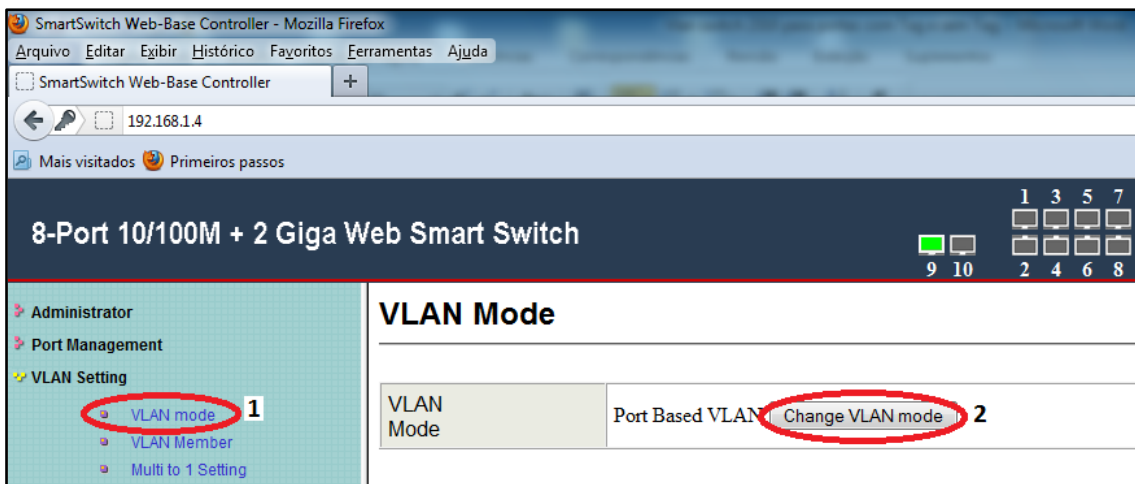 SmartSwitch Web-Base Controller - Mozilla Firefox
Arquivo Editar Exibir Histórico Favoritos Ferramentas Ajuda
SmartSwitch Web-Base Controller +
192.168.1.4
Mais visitados Primeiros passos
8-Port 10/100M + 2 Giga Web Smart Switch
1 3 5 7
9 10 2 4 6 8
Administrator
Port Management
VLAN Setting
VLAN mode 1
VLAN Member
Multi to 1 Setting
VLAN Mode
VLAN
Mode
Port Based VLAN Change VLAN mode 2